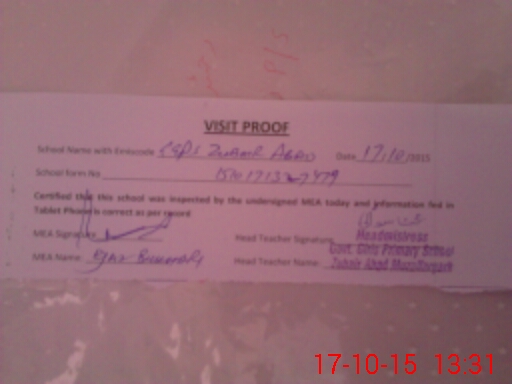 VISIT PROOF
School Name with Emiscode GGPS Zuhair Abad Date 17/10/2015
School form No
Certified that this school was inspected by the undersigned MEA today and information fed in
Tablet Phone is correct as per record
MEA Signature Head Teacher Signature Headmistress
Govt. Girls Primary School
MEA Name: Head Teacher Name: Zuhair Abad Muzaffargarh
17-10-15 13:31